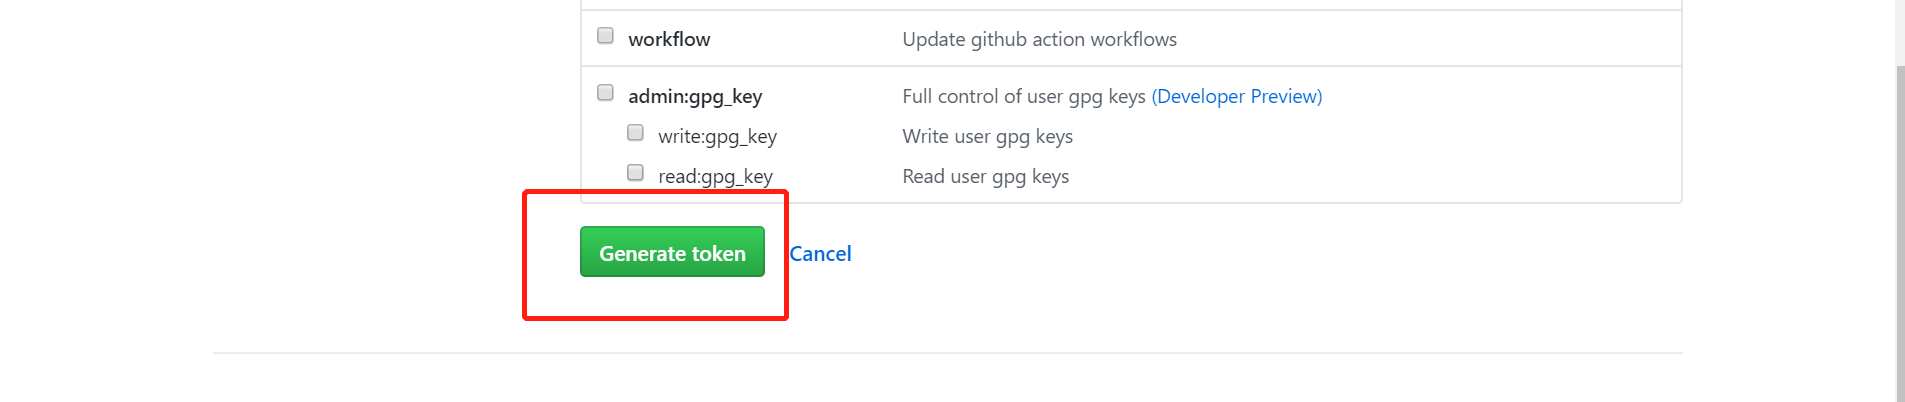 workflow Update github action workflows
admin:gpg_key Full control of user gpg keys (Developer Preview)
write:gpg_key Write user gpg keys
read:gpg_key Read user gpg keys
Generate token Cancel